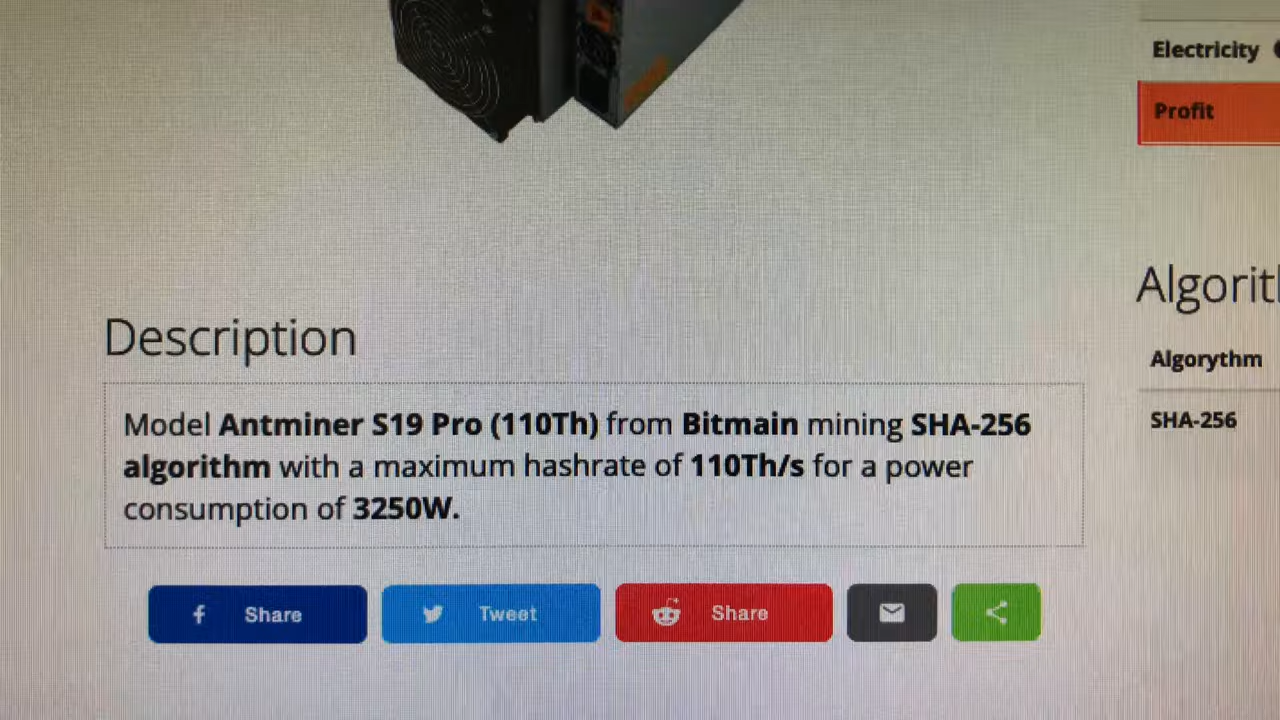 Electricity
Profit
Description
Model Antminer S19 Pro (110Th) from Bitmain mining SHA-256
algorithm with a maximum hashrate of 110Th/s for a power
consumption of 3250W.
Algorit
Algorythm
SHA-256
Share
Tweet
Share